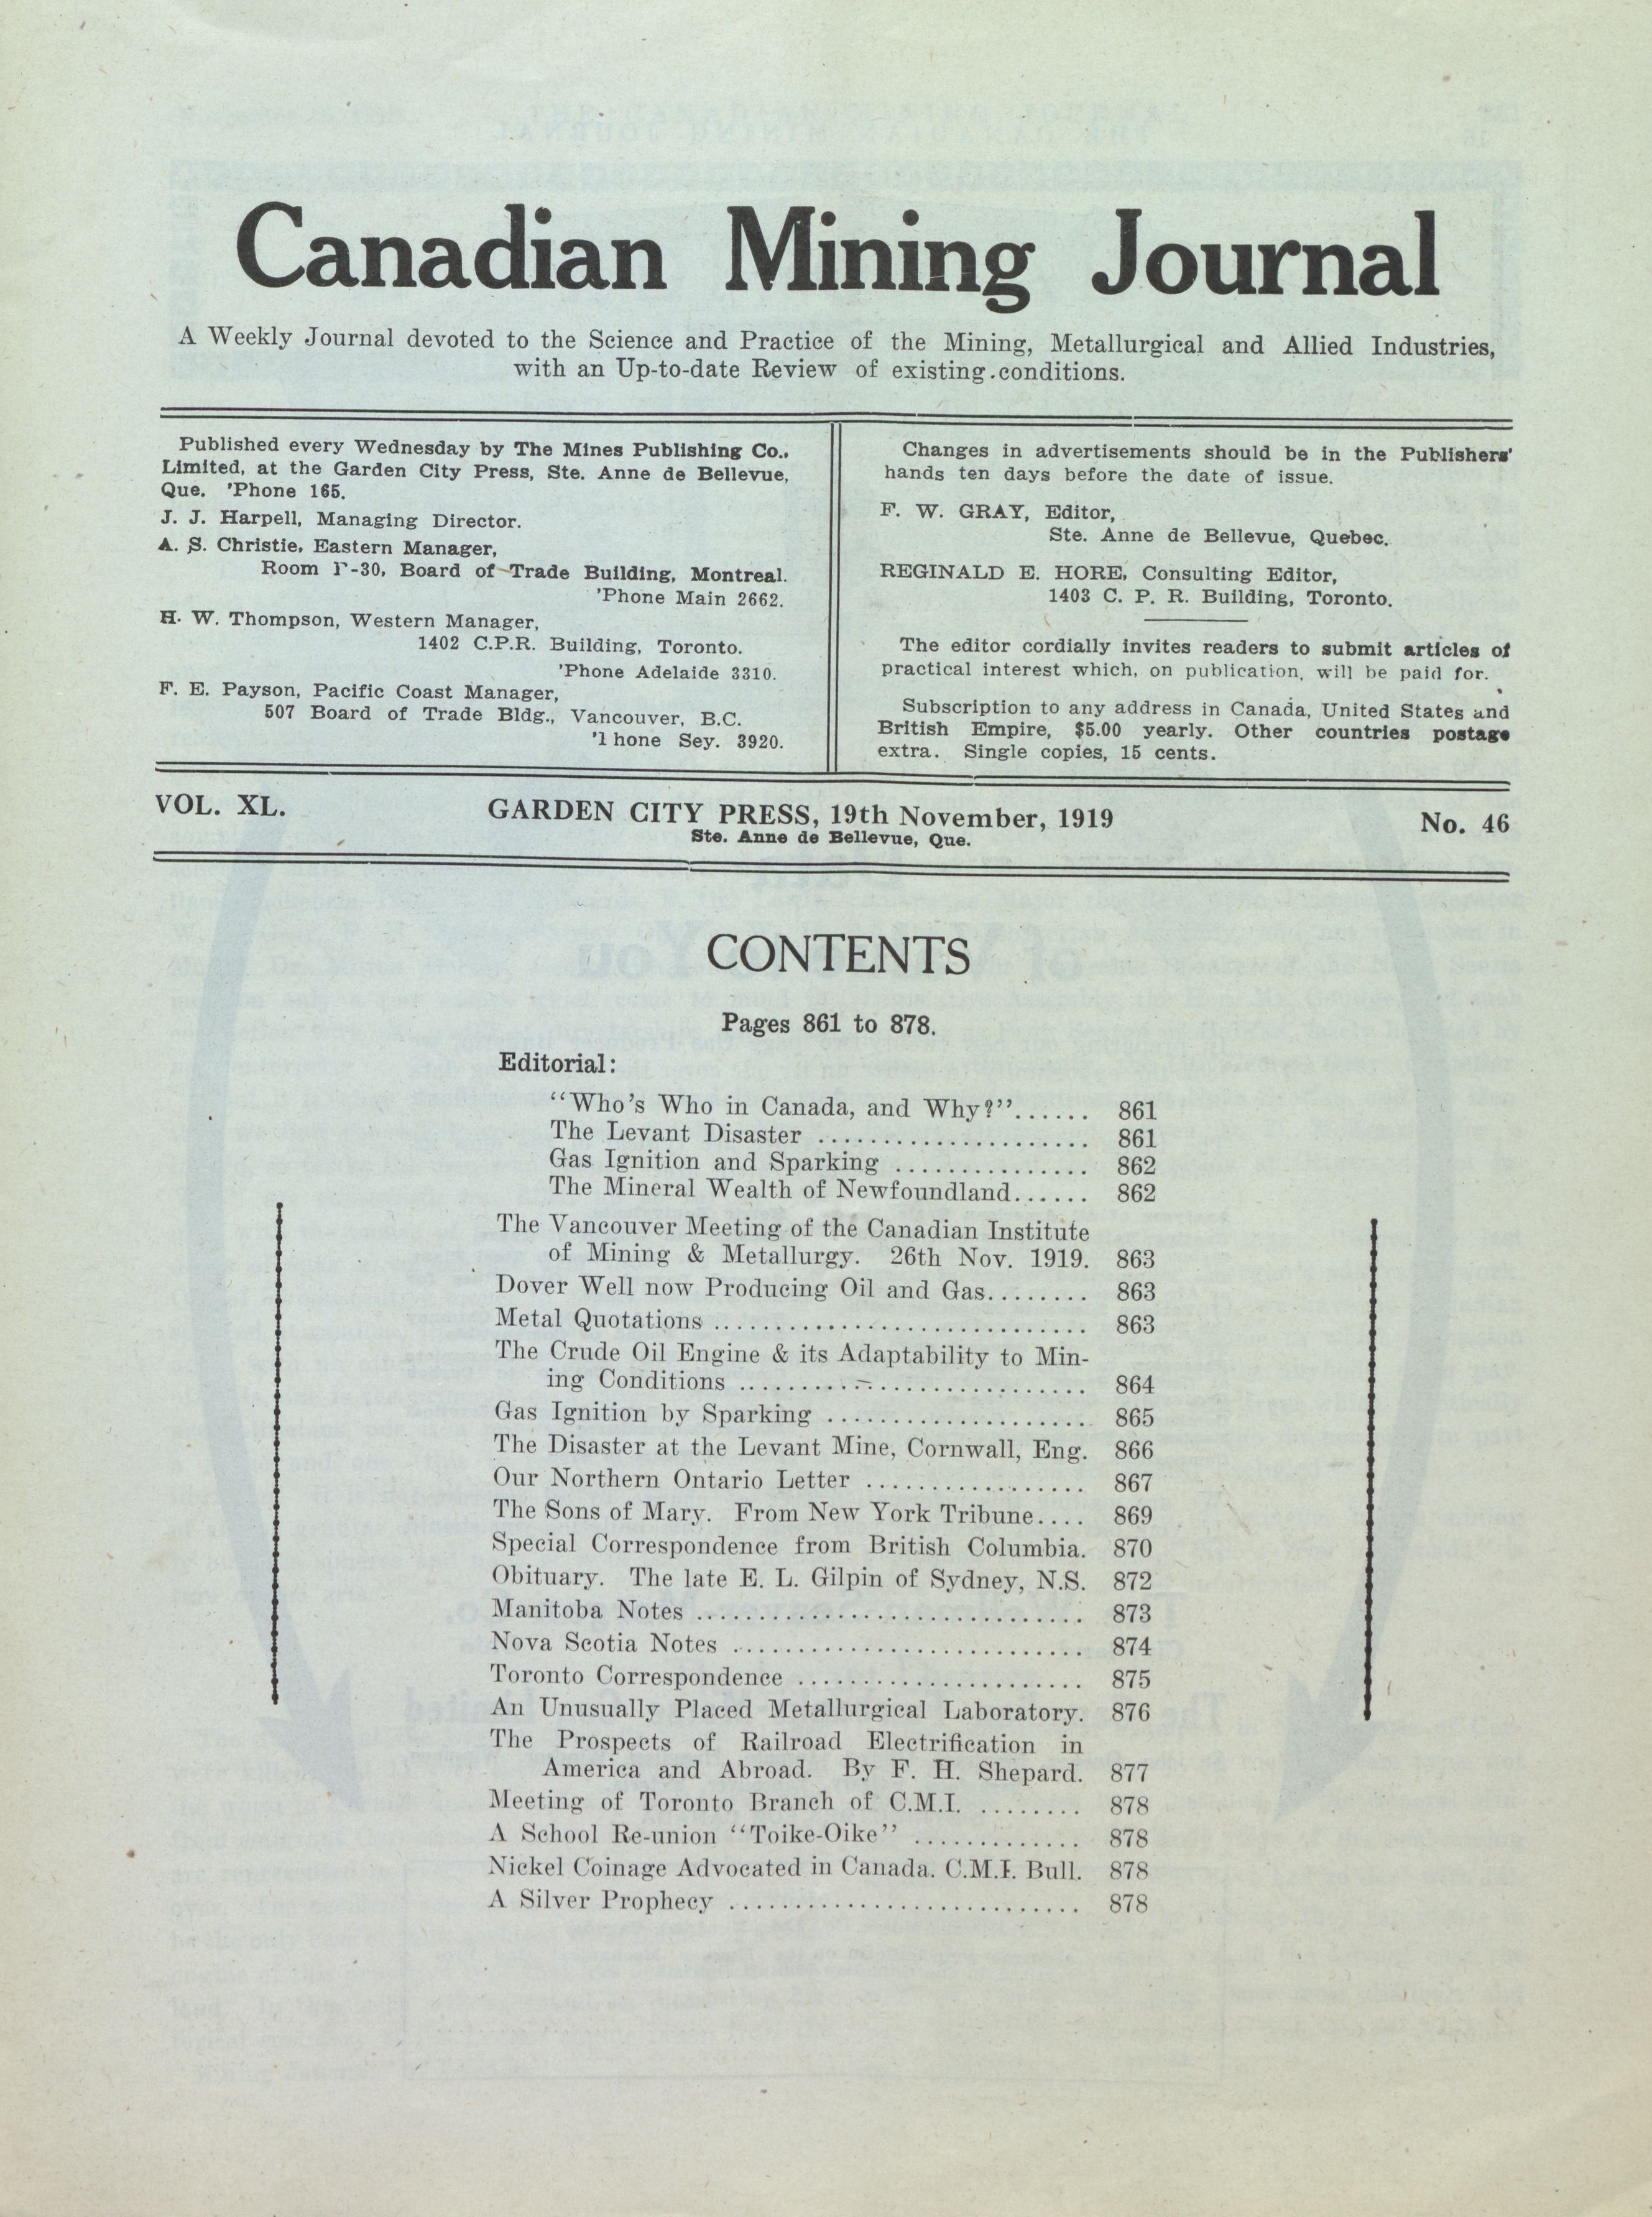 Canadian Mining Journal
A Weekly Journal devoted to the Science and Practice of the Mining, Metallurgical and Allied Industries,
with an Up-to-date Review of existing conditions.
Published every Wednesday by The Mines Publishing Co.,
Limited, at the Garden City Press, Ste. Anne de Bellevue,
Que. 'Phone 165.
J. J. Harpell, Managing Director.
A. S. Christie, Eastern Manager,
Room -30, Board of Trade Building, Montreal.
'Phone Main 2662.
H. W. Thompson, Western Manager,
1402 C.P.R. Building, Toronto.
'Phone Adelaide 3310.
F. E. Payson, Pacific Coast Manager,
507 Board of Trade Bldg., Vancouver, B.C.
'Phone Sey. 3920.
Changes in advertisements should be in the Publishers'
hands ten days before the date of issue.
F. W. GRAY, Editor,
Ste. Anne de Bellevue, Quebec.
REGINALD E. HORE, Consulting Editor,
1403 C. P. R. Building, Toronto.
The editor cordially invites readers to submit articles of
practical interest which, on publication, will be paid for.
Subscription to any address in Canada, United States and
British Empire, $5.00 yearly. Other countries postage
extra. Single copies, 15 cents.
VOL. XL. GARDEN CITY PRESS, 19th November, 1919 No. 46
Ste. Anne de Bellevue, Que.
CONTENTS
Pages 861 to 878.
Editorial:
"Who's Who in Canada, and Why?"...... 861
The Levant Disaster ..................... 861
Gas Ignition and Sparking ............... 862
The Mineral Wealth of Newfoundland...... 862
The Vancouver Meeting of the Canadian Institute
of Mining & Metallurgy. 26th Nov. 1919. 863
Dover Well now Producing Oil and Gas........ 863
Metal Quotations ............................. 863
The Crude Oil Engine & its Adaptability to Min-
ing Conditions ........................... 864
Gas Ignition by Sparking .................... 865
The Disaster at the Levant Mine, Cornwall, Eng. 866
Our Northern Ontario Letter ................. 867
The Sons of Mary. From New York Tribune.... 869
Special Correspondence from British Columbia. 870
Obituary. The late E. L. Gilpin of Sydney, N.S. 872
Manitoba Notes .............................. 873
Nova Scotia Notes ........................... 874
Toronto Correspondence ...................... 875
An Unusually Placed Metallurgical Laboratory. 876
The Prospects of Railroad Electrification in
America and Abroad. By F. H. Shepard. 877
Meeting of Toronto Branch of C.M.I. ........ 878
A School Re-union "Toike-Oike" ............. 878
Nickel Coinage Advocated in Canada. C.M.I. Bull. 878
A Silver Prophecy ........................... 878